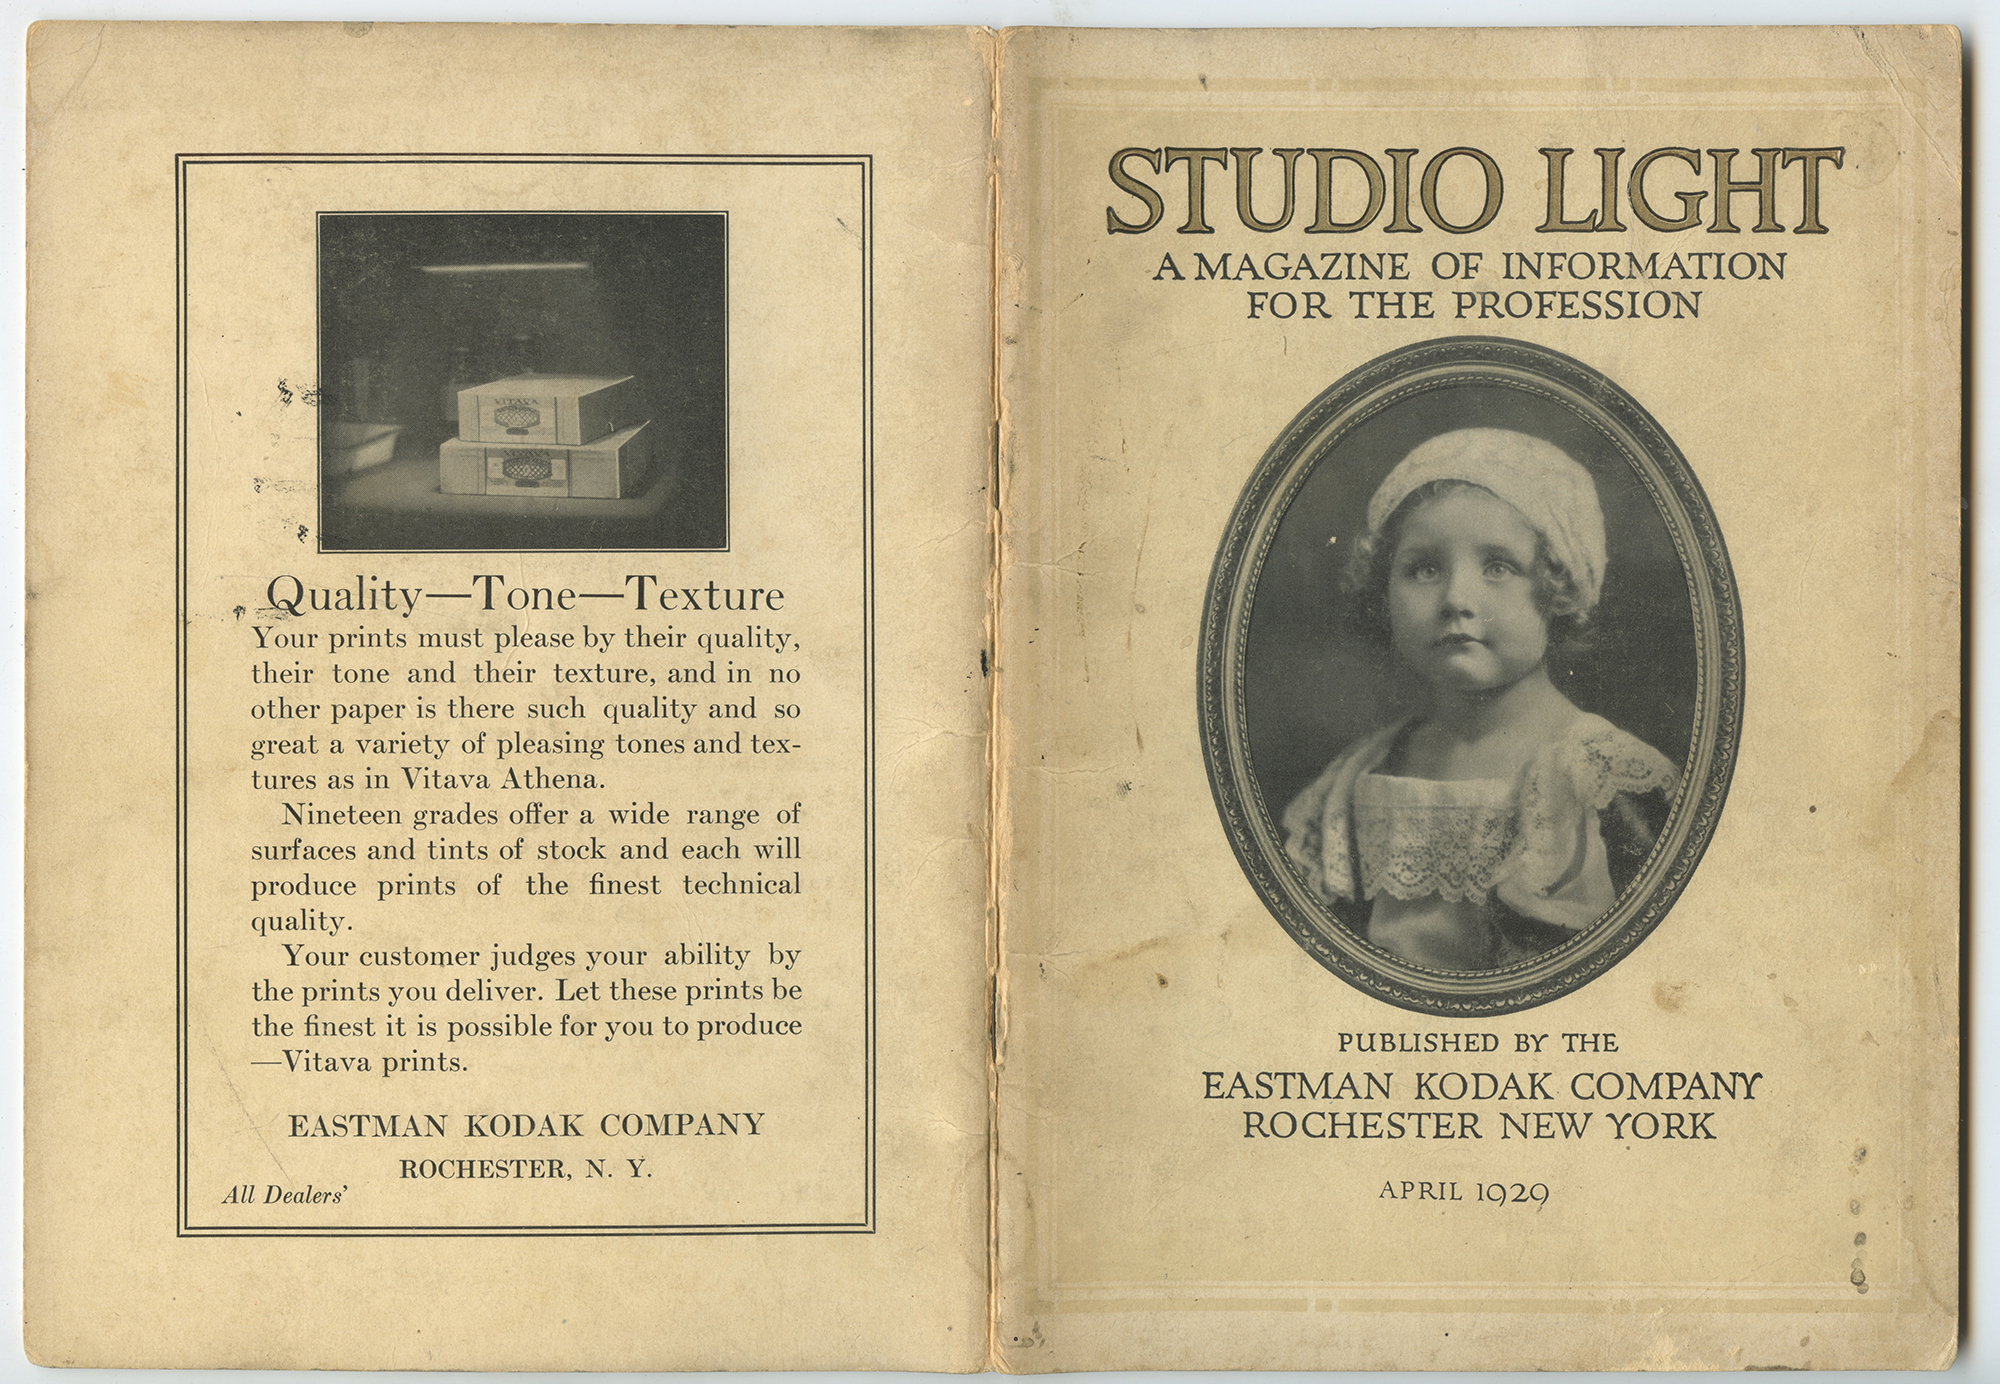 VITAVA
VITAVA
Quality—Tone—Texture
Your prints must please by their quality,
their tone and their texture, and in no
other paper is there such quality and so
great a variety of pleasing tones and tex-
tures as in Vitava Athena.
Nineteen grades offer a wide range of
surfaces and tints of stock and each will
produce prints of the finest technical
quality.
Your customer judges your ability by
the prints you deliver. Let these prints be
the finest it is possible for you to produce
—Vitava prints.
EASTMAN KODAK COMPANY
ROCHESTER, N. Y.
All Dealers'
STUDIO LIGHT
A MAGAZINE OF INFORMATION
FOR THE PROFESSION
PUBLISHED BY THE
EASTMAN KODAK COMPANY
ROCHESTER NEW YORK
APRIL 1929